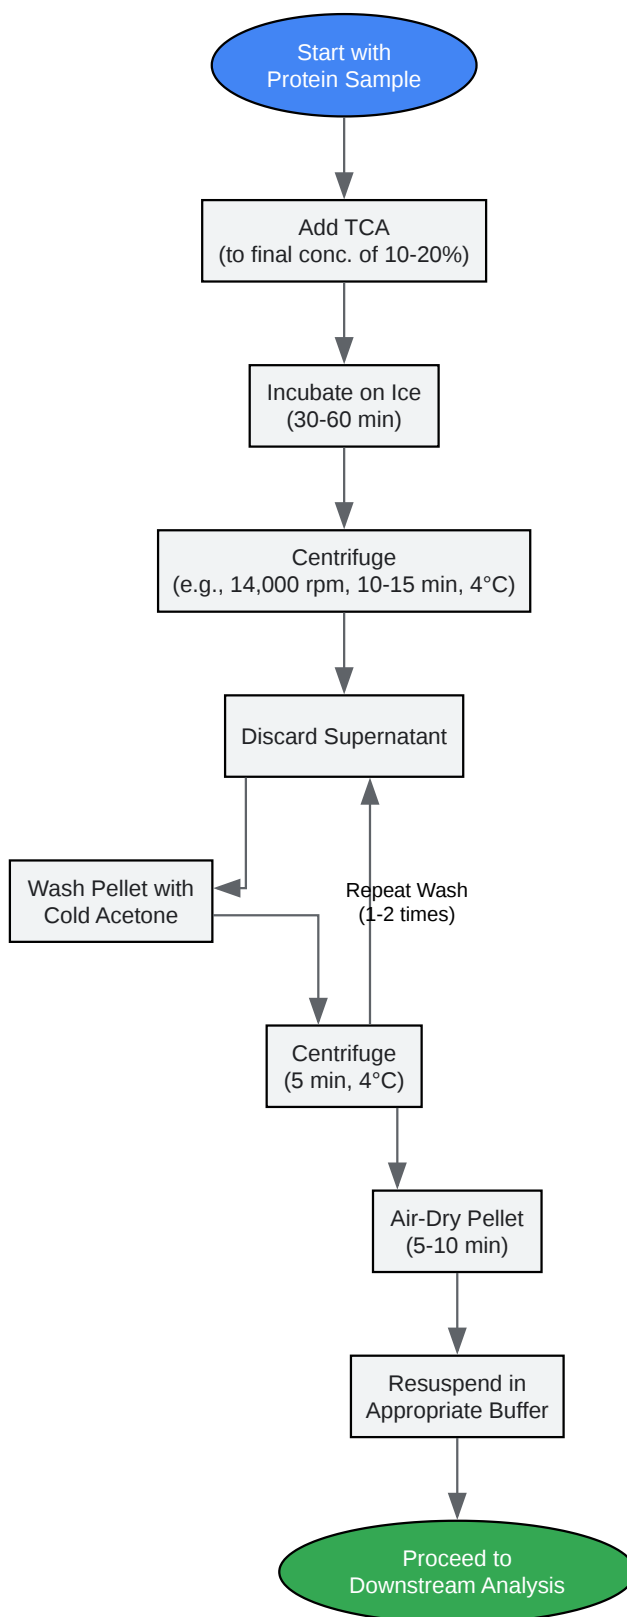 Start with
Protein Sample
Add TCA
(to final conc. of 10-20%)
Incubate on Ice
(30-60 min)
Centrifuge
(e.g., 14,000 rpm, 10-15 min, 4°C)
Discard Supernatant
Wash Pellet with
Cold Acetone
Repeat Wash
(1-2 times)
Centrifuge
(5 min, 4°C)
Air-Dry Pellet
(5-10 min)
Resuspend in
Appropriate Buffer
Proceed to
Downstream Analysis